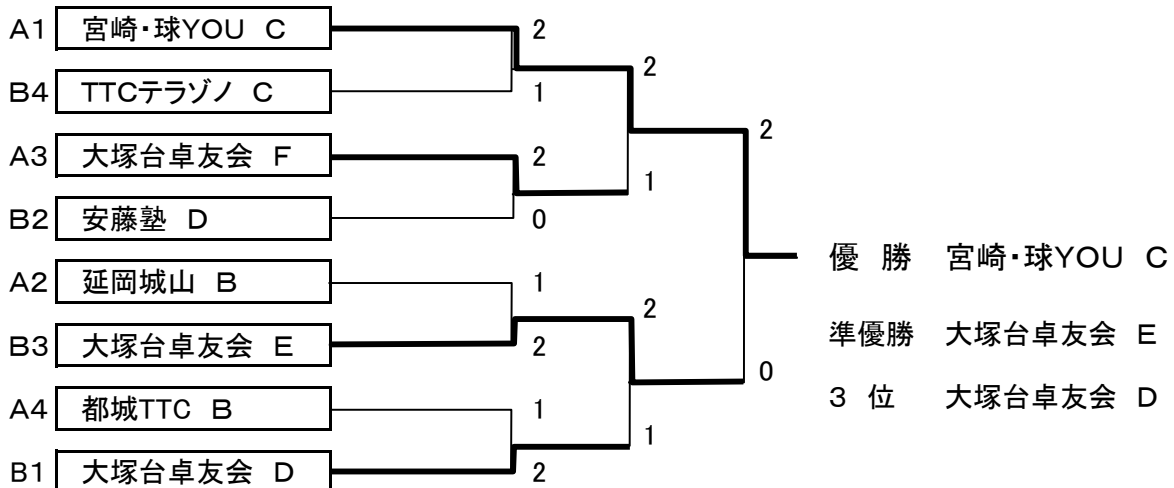 A1 宮崎・球YOU C 2
2
B4 TTCテラゾノ C 1
2
A3 大塚台卓友会 F 2
1
B2 安藤塾 D 0
優 勝 宮崎・球YOU C
A2 延岡城山 B 1
2
準優勝 大塚台卓友会 E
B3 大塚台卓友会 E 2
0
3 位 大塚台卓友会 D
A4 都城TTC B 1
1
B1 大塚台卓友会 D 2